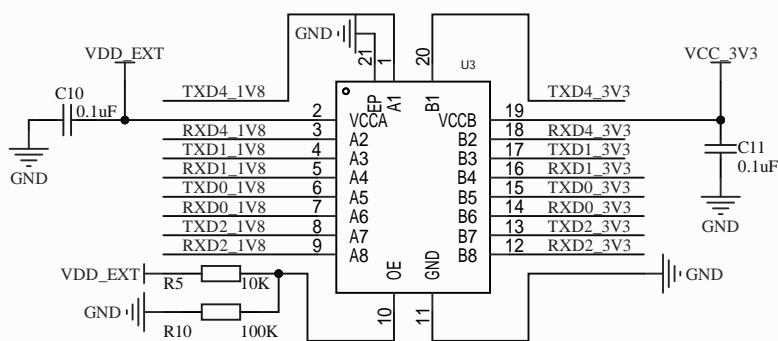 GND
21
1
20
U3
VDD_EXT
VCC_3V3
TXD4_1V8
EP
A1
B1
TXD4_3V3
C10
0.1uF
2
VCCA
VCCB
19
RXD4_1V8
3
A2
B2
18
RXD4_3V3
TXD1_1V8
4
A3
B3
17
TXD1_3V3
C11
0.1uF
GND
RXD1_1V8
5
A4
B4
16
RXD1_3V3
TXD0_1V8
6
A5
B5
15
TXD0_3V3
RXD0_1V8
7
A6
B6
14
RXD0_3V3
GND
TXD2_1V8
8
A7
B7
13
TXD2_3V3
RXD2_1V8
9
A8
B8
12
RXD2_3V3
VDD_EXT
R5
10K
OE
GND
GND
GND
R10
100K
10
11